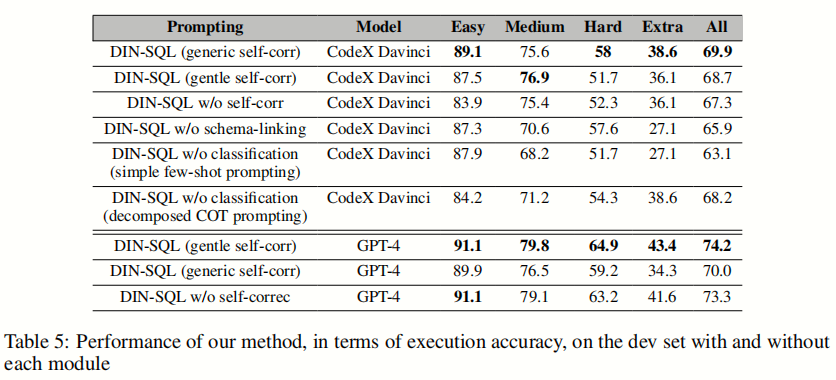 Prompting Model Easy Medium Hard Extra All
DIN-SQL (generic self-corr) CodeX Davinci 89.1 75.6 58 38.6 69.9
DIN-SQL (gentle self-corr) CodeX Davinci 87.5 76.9 51.7 36.1 68.7
DIN-SQL w/o self-corr CodeX Davinci 83.9 75.4 52.3 36.1 67.3
DIN-SQL w/o schema-linking CodeX Davinci 87.3 70.6 57.6 27.1 65.9
DIN-SQL w/o classification CodeX Davinci 87.9 68.2 51.7 27.1 63.1
(simple few-shot prompting)
DIN-SQL w/o classification CodeX Davinci 84.2 71.2 54.3 38.6 68.2
(decomposed COT prompting)
DIN-SQL (gentle self-corr) GPT-4 91.1 79.8 64.9 43.4 74.2
DIN-SQL (generic self-corr) GPT-4 89.9 76.5 59.2 34.3 70.0
DIN-SQL w/o self-correc GPT-4 91.1 79.1 63.2 41.6 73.3
Table 5: Performance of our method, in terms of execution accuracy, on the dev set with and without
each module